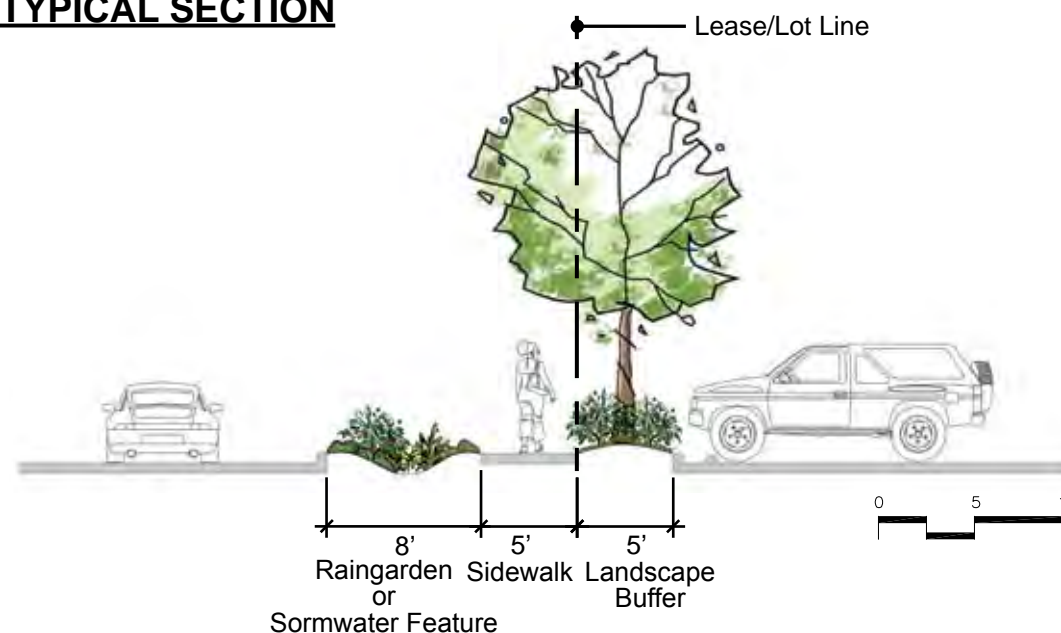 TYPICAL SECTION
Lease/Lot Line
0 5
8’ 5’ 5’
Raingarden Sidewalk Landscape
or Buffer
Sormwater Feature